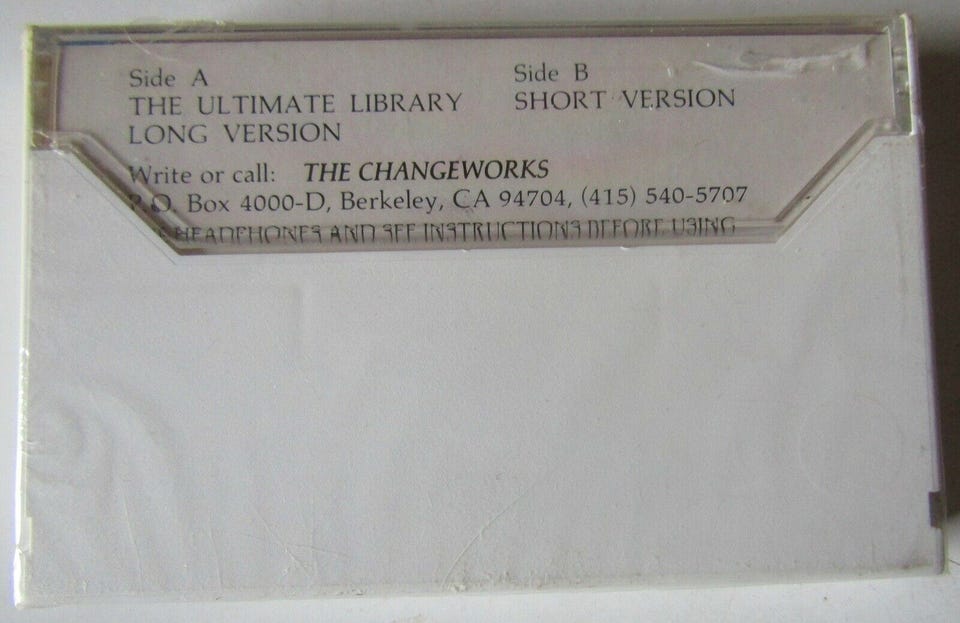 Side A
THE ULTIMATE LIBRARY
LONG VERSION
Side B
SHORT VERSION
Write or call: THE CHANGEWORKS
P.O. Box 4000-D, Berkeley, CA 94704, (415) 540-5707
HEADPHONES AND SEE INSTRUCTIONS BEFORE USING